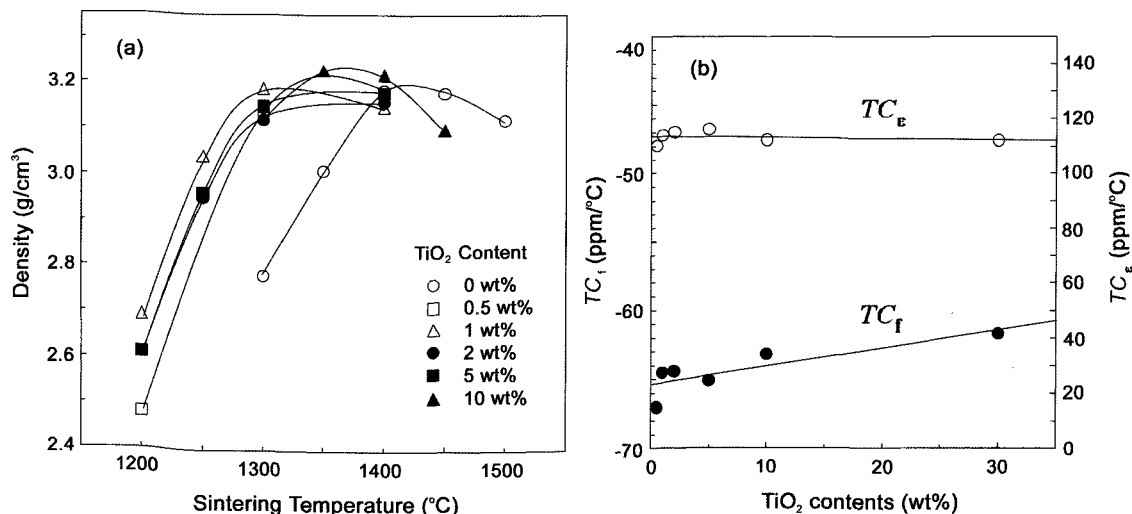 (a)
3.2
3.0
2.8
2.6
2.4
Density (g/cm³)
1200 1300 1400 1500
Sintering Temperature (°C)
TiO₂ Content
0 wt%
0.5 wt%
1 wt%
2 wt%
5 wt%
10 wt%
(b)
-40
-50
-60
-70
TCf (ppm/°C)
TCε
TCf
140
120
100
80
60
40
20
0
TCε (ppm/°C)
0 10 20 30
TiO₂ contents (wt%)